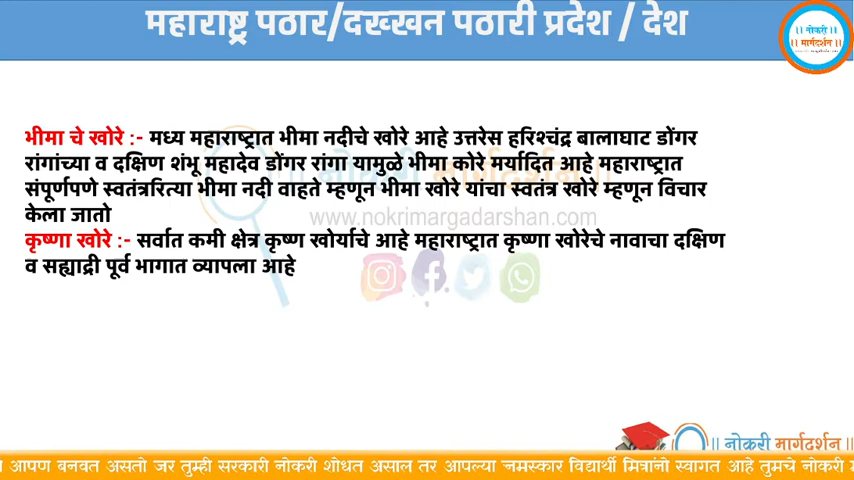 महाराष्ट्र पठार/दख्खन पठारी प्रदेश / देश
।। नोकरी ।।
।। मार्गदर्शन ।।
भीमा चे खोरे :- मध्य महाराष्ट्रात भीमा नदीचे खोरे आहे उत्तरेस हरिश्चंद्र बालाघाट डोंगर
रांगांच्या व दक्षिण शंभू महादेव डोंगर रांगा यामुळे भीमा कोरे मर्यादित आहे महाराष्ट्रात
संपूर्णपणे स्वतंत्ररित्या भीमा नदी वाहते म्हणून भीमा खोरे यांचा स्वतंत्र खोरे म्हणून विचार
केला जातो
www.nokrimargadarshan.com
कृष्णा खोरे :- सर्वात कमी क्षेत्र कृष्ण खोर्याचे आहे महाराष्ट्रात कृष्णा खोरेचे नावाचा दक्षिण
व सह्याद्री पूर्व भागात व्यापला आहे
।। नोकरी मार्गदर्शन ।।
आपण बनवत असतो जर तुम्ही सरकारी नोकरी शोधत असाल तर आपल्या नमस्कार विद्यार्थी मित्रांनो स्वागत आहे तुमचे नोकरी